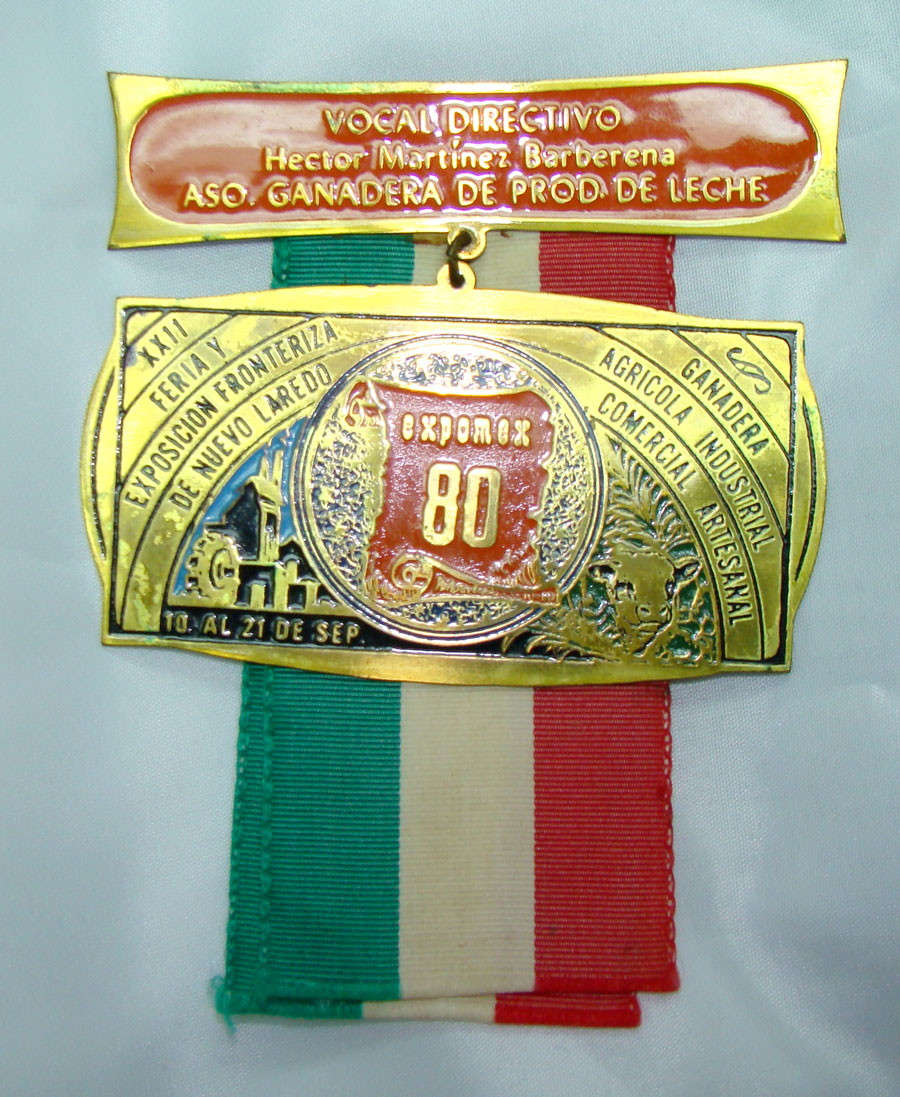 VOCAL DIRECTIVO
Hector Martínez Barberena
ASO. GANADERA DE PROD. DE LECHE
XXII
FERIA Y
EXPOSICION FRONTERIZA
DE NUEVO LAREDO
expomex
80
GANADERA
AGRICOLA INDUSTRIAL
COMERCIAL ARTESANAL
10. AL 21 DE SEP.